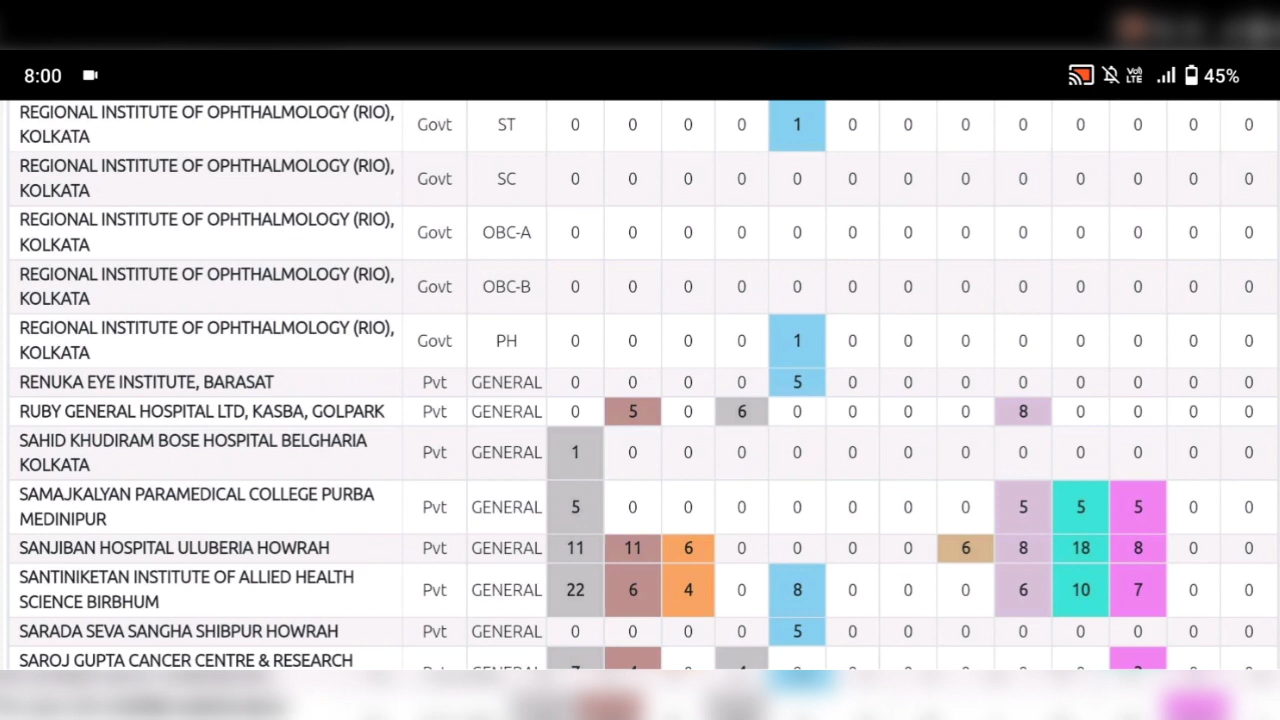 8:00 VoD LTE 45%
REGIONAL INSTITUTE OF OPHTHALMOLOGY (RIO), KOLKATA Govt ST 0 0 0 0 1 0 0 0 0 0 0 0 0
REGIONAL INSTITUTE OF OPHTHALMOLOGY (RIO), KOLKATA Govt SC 0 0 0 0 0 0 0 0 0 0 0 0 0
REGIONAL INSTITUTE OF OPHTHALMOLOGY (RIO), KOLKATA Govt OBC-A 0 0 0 0 0 0 0 0 0 0 0 0 0
REGIONAL INSTITUTE OF OPHTHALMOLOGY (RIO), KOLKATA Govt OBC-B 0 0 0 0 0 0 0 0 0 0 0 0 0
REGIONAL INSTITUTE OF OPHTHALMOLOGY (RIO), KOLKATA Govt PH 0 0 0 0 1 0 0 0 0 0 0 0 0
RENUKA EYE INSTITUTE, BARASAT Pvt GENERAL 0 0 0 0 5 0 0 0 0 0 0 0 0
RUBY GENERAL HOSPITAL LTD, KASBA, GOLPARK Pvt GENERAL 0 5 0 6 0 0 0 0 8 0 0 0 0
SAHID KHUDIRAM BOSE HOSPITAL BELGHARIA KOLKATA Pvt GENERAL 1 0 0 0 0 0 0 0 0 0 0 0 0
SAMAJKALYAN PARAMEDICAL COLLEGE PURBA MEDINIPUR Pvt GENERAL 5 0 0 0 0 0 0 0 5 5 5 0 0
SANJIBAN HOSPITAL ULUBERIA HOWRAH Pvt GENERAL 11 11 6 0 0 0 0 6 8 18 8 0 0
SANTINIKETAN INSTITUTE OF ALLIED HEALTH SCIENCE BIRBHUM Pvt GENERAL 22 6 4 0 8 0 0 0 6 10 7 0 0
SARADA SEVA SANGHA SHIBPUR HOWRAH Pvt GENERAL 0 0 0 0 5 0 0 0 0 0 0 0 0
SAROJ GUPTA CANCER CENTRE & RESEARCH